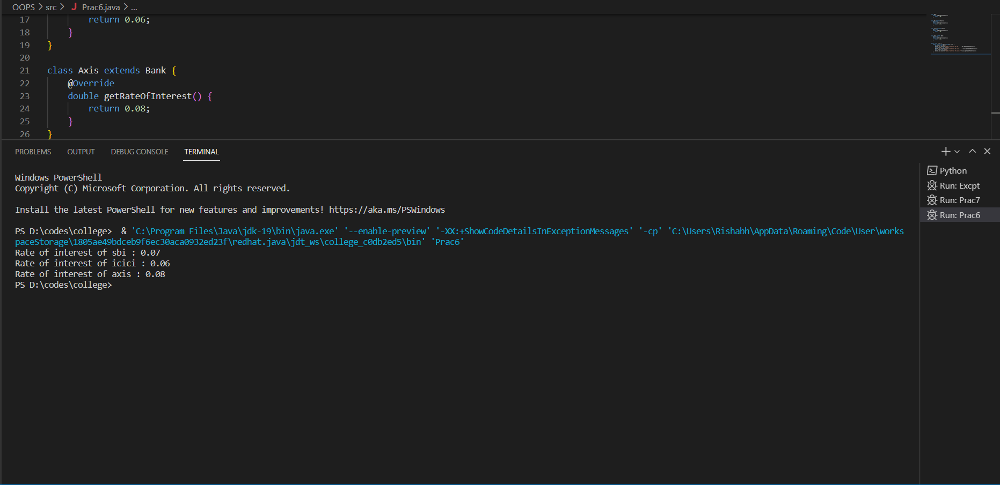 OOPS > src > J Prac6.java > ...
17 return 0.06;
18 }
19 }
20
21 class Axis extends Bank {
22 @Override
23 double getRateOfInterest() {
24 return 0.08;
25 }
26 }
PROBLEMS OUTPUT DEBUG CONSOLE TERMINAL
Windows PowerShell
Copyright (C) Microsoft Corporation. All rights reserved.
Install the latest PowerShell for new features and improvements! https://aka.ms/PSWindows
PS D:\codes\college> & 'C:\Program Files\Java\jdk-19\bin\java.exe' '--enable-preview' '-XX:+ShowCodeDetailsInExceptionMessages' '-cp' 'C:\Users\Rishabh\AppData\Roaming\Code\User\works
paceStorage\1805ae49bdceb9f6ec30aca0932ed23f\redhat.java\jdt_ws\college_c0db2ed5\bin' 'Prac6'
Rate of interest of sbi : 0.07
Rate of interest of icici : 0.06
Rate of interest of axis : 0.08
PS D:\codes\college>
Python
Run: Excpt
Run: Prac7
Run: Prac6